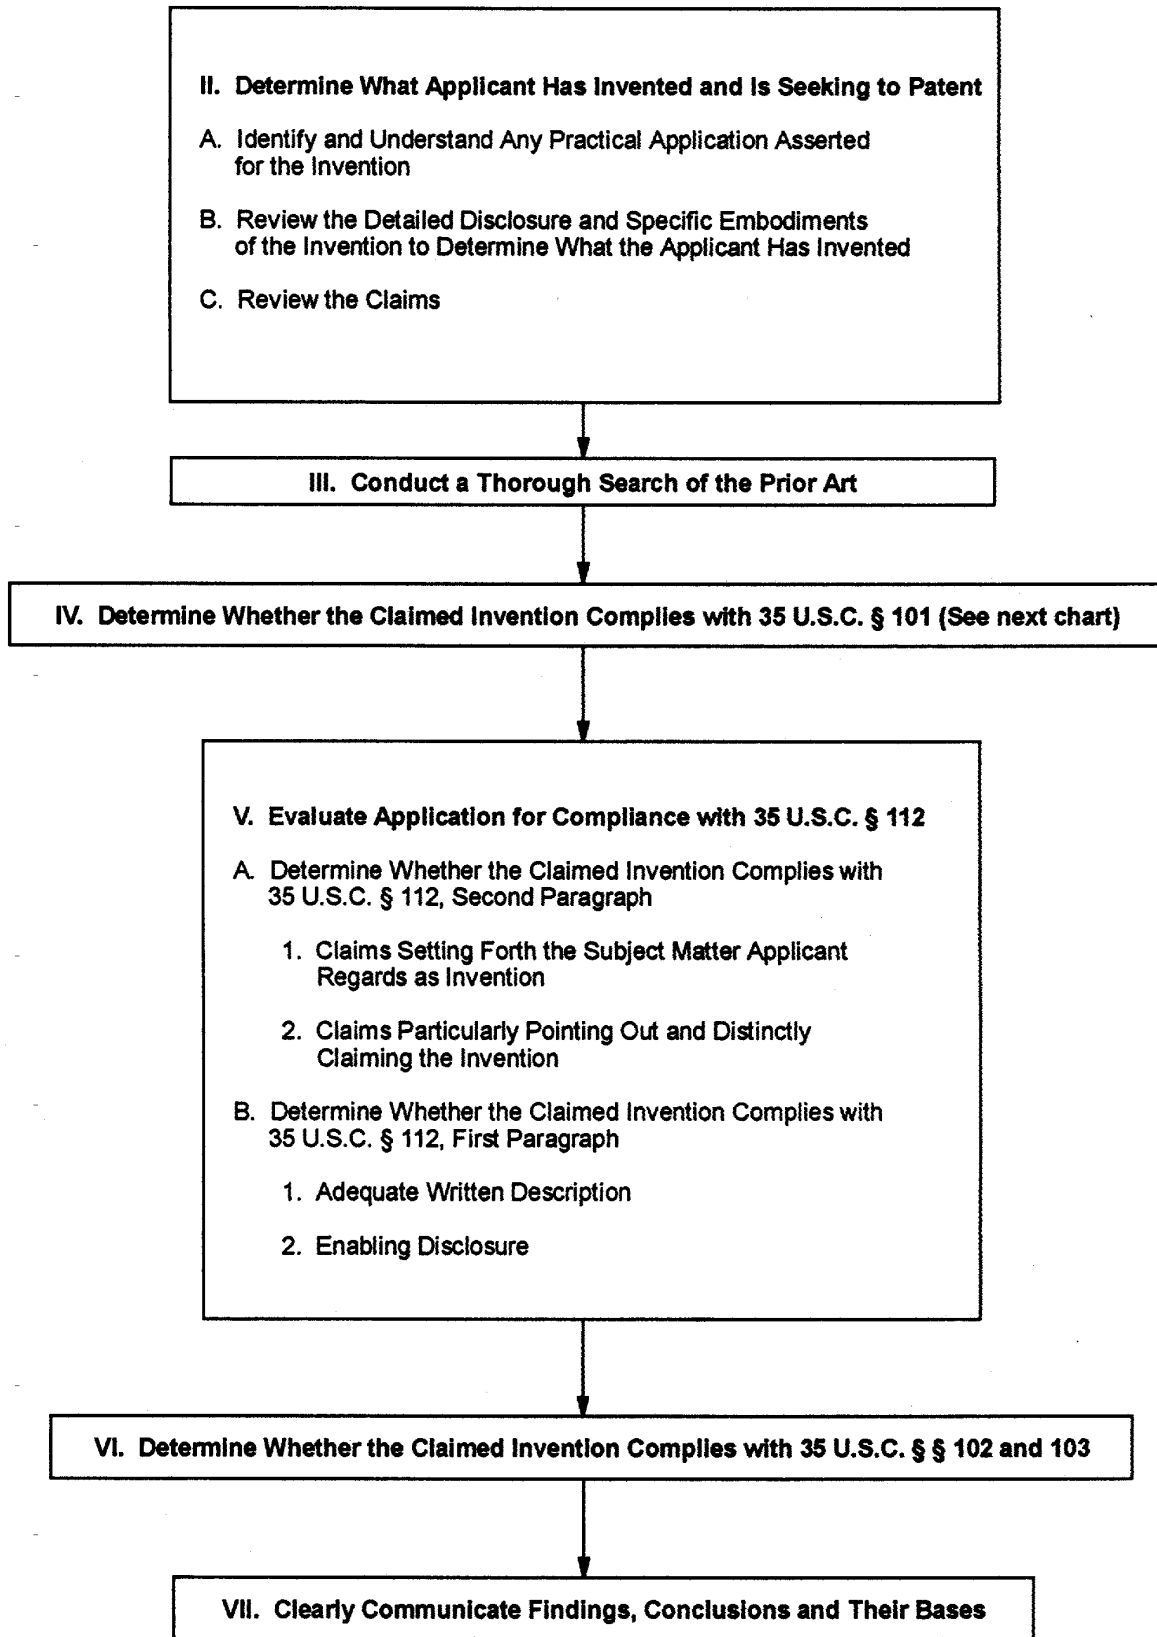 II. Determine What Applicant Has Invented and Is Seeking to Patent
A. Identify and Understand Any Practical Application Asserted
for the Invention
B. Review the Detailed Disclosure and Specific Embodiments
of the Invention to Determine What the Applicant Has Invented
C. Review the Claims
III. Conduct a Thorough Search of the Prior Art
IV. Determine Whether the Claimed Invention Complies with 35 U.S.C. § 101 (See next chart)
V. Evaluate Application for Compliance with 35 U.S.C. § 112
A. Determine Whether the Claimed Invention Complies with
35 U.S.C. § 112, Second Paragraph
1. Claims Setting Forth the Subject Matter Applicant
Regards as Invention
2. Claims Particularly Pointing Out and Distinctly
Claiming the Invention
B. Determine Whether the Claimed Invention Complies with
35 U.S.C. § 112, First Paragraph
1. Adequate Written Description
2. Enabling Disclosure
VI. Determine Whether the Claimed Invention Complies with 35 U.S.C. § § 102 and 103
VII. Clearly Communicate Findings, Conclusions and Their Bases